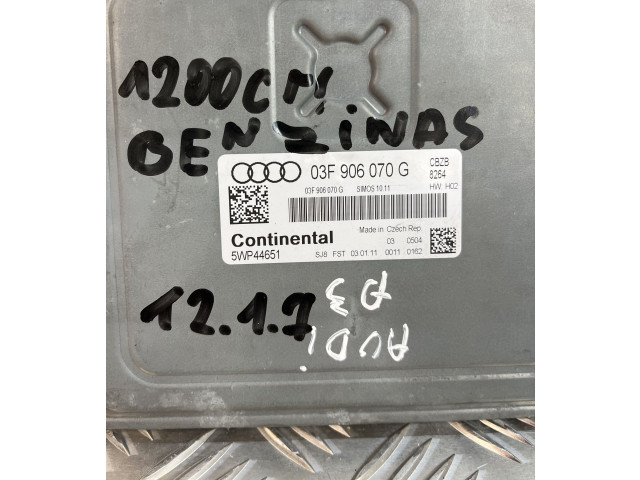 1200CM
BENZINAS
03F 906 070 G
CBZB
8264
03F 906 070 G SIMOS 10.11
HW: H02
Continental
Made in Czech Rep.
03 0504
5WP44651
SJ8 FST 03.01.11 0011 0162
12.1.7
AUDI